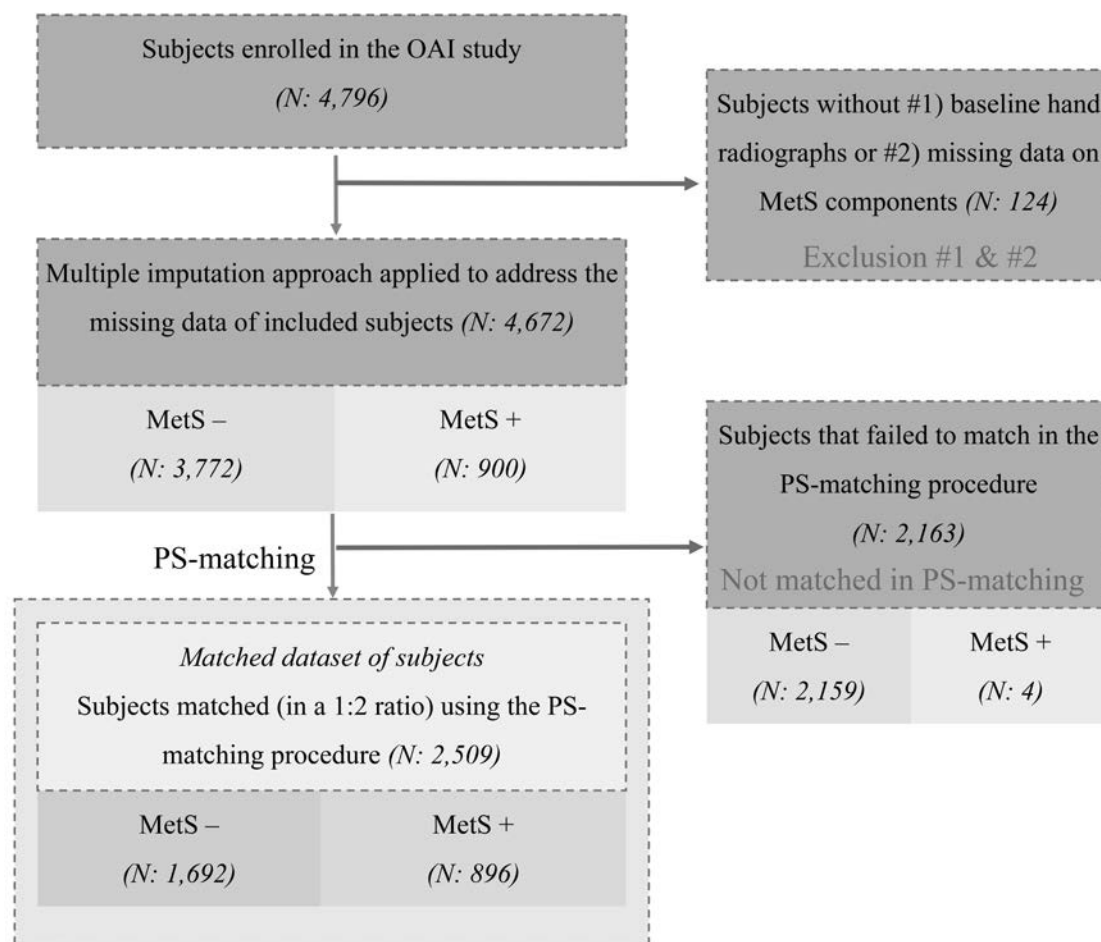 Subjects enrolled in the OAI study
(N: 4,796)
Subjects without #1) baseline hand
radiographs or #2) missing data on
MetS components (N: 124)
Exclusion #1 & #2
Multiple imputation approach applied to address the
missing data of included subjects (N: 4,672)
MetS –
(N: 3,772)
MetS +
(N: 900)
Subjects that failed to match in the
PS-matching procedure
(N: 2,163)
Not matched in PS-matching
MetS –
(N: 2,159)
MetS +
(N: 4)
PS-matching
Matched dataset of subjects
Subjects matched (in a 1:2 ratio) using the PS-
matching procedure (N: 2,509)
MetS –
(N: 1,692)
MetS +
(N: 896)